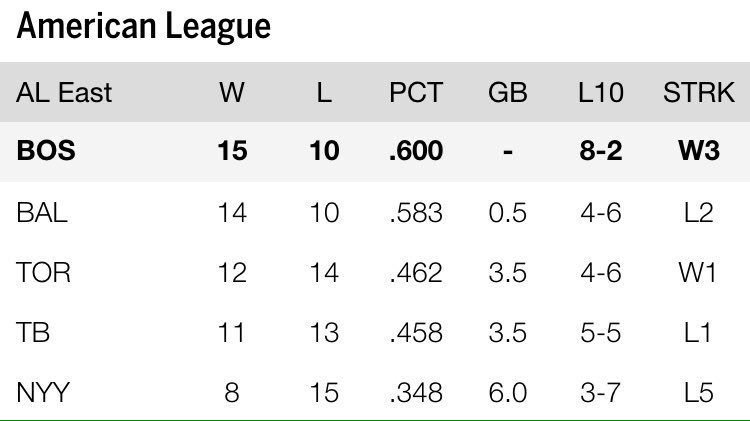 American League
AL East W L PCT GB L10 STRK
BOS 15 10 .600 - 8-2 W3
BAL 14 10 .583 0.5 4-6 L2
TOR 12 14 .462 3.5 4-6 W1
TB 11 13 .458 3.5 5-5 L1
NYY 8 15 .348 6.0 3-7 L5